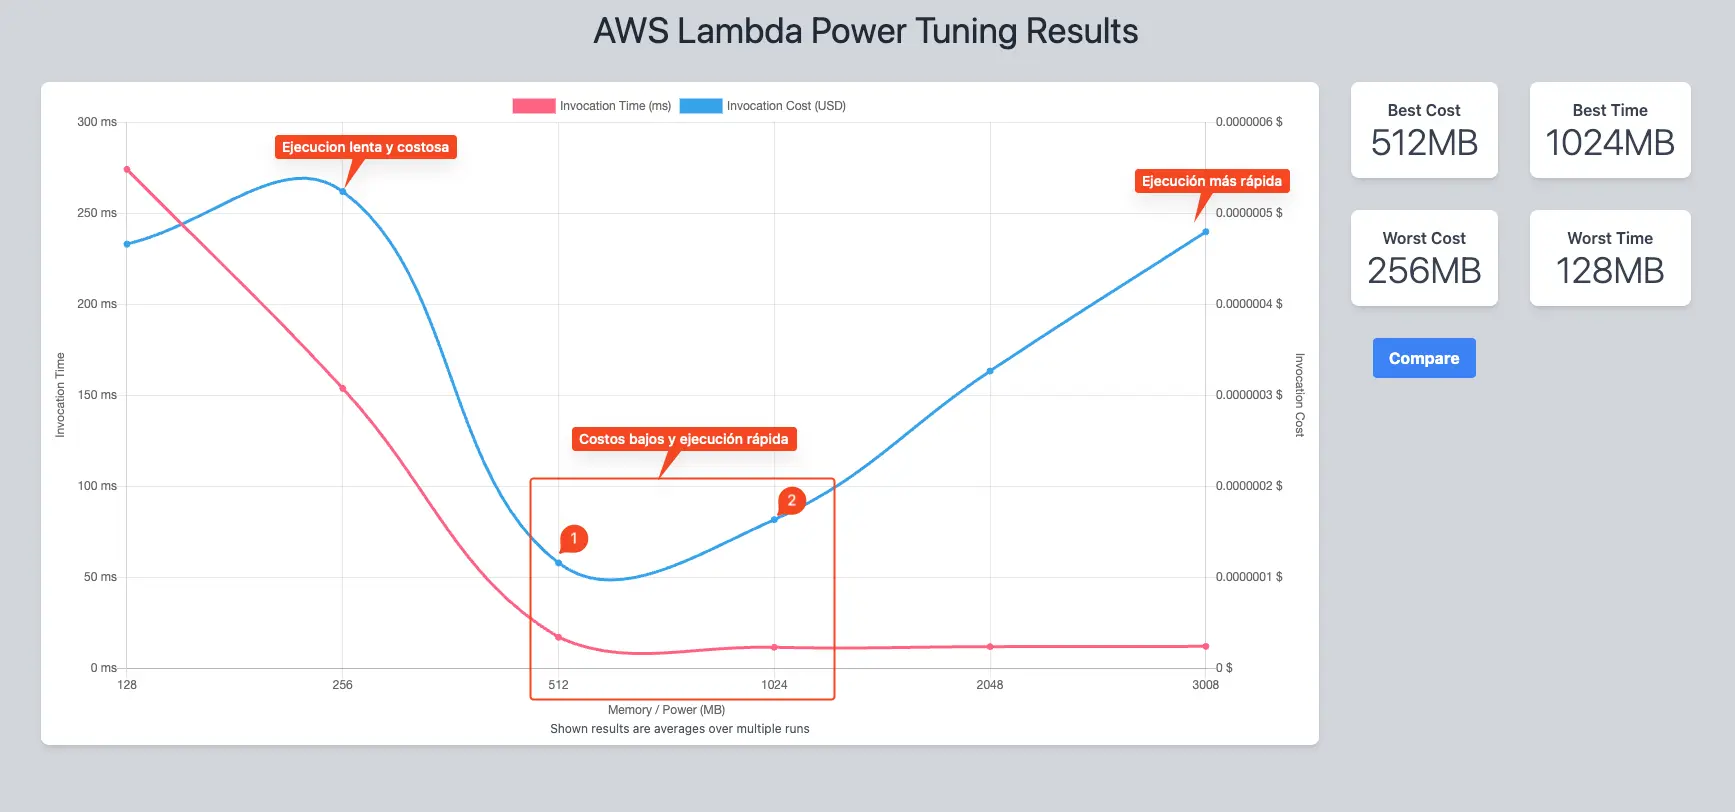 AWS Lambda Power Tuning Results
Invocation Time (ms) Invocation Cost (USD)
300 ms
250 ms
200 ms
150 ms
100 ms
50 ms
0 ms
Invocation Time
0.0000006 $
0.0000005 $
0.0000004 $
0.0000003 $
0.0000002 $
0.0000001 $
0 $
Invocation Cost
Ejecucion lenta y costosa
Ejecución más rápida
Costos bajos y ejecución rápida
1
2
128 256 512 1024 2048 3008
Memory / Power (MB)
Shown results are averages over multiple runs
Best Cost
512MB
Best Time
1024MB
Worst Cost
256MB
Worst Time
128MB
Compare